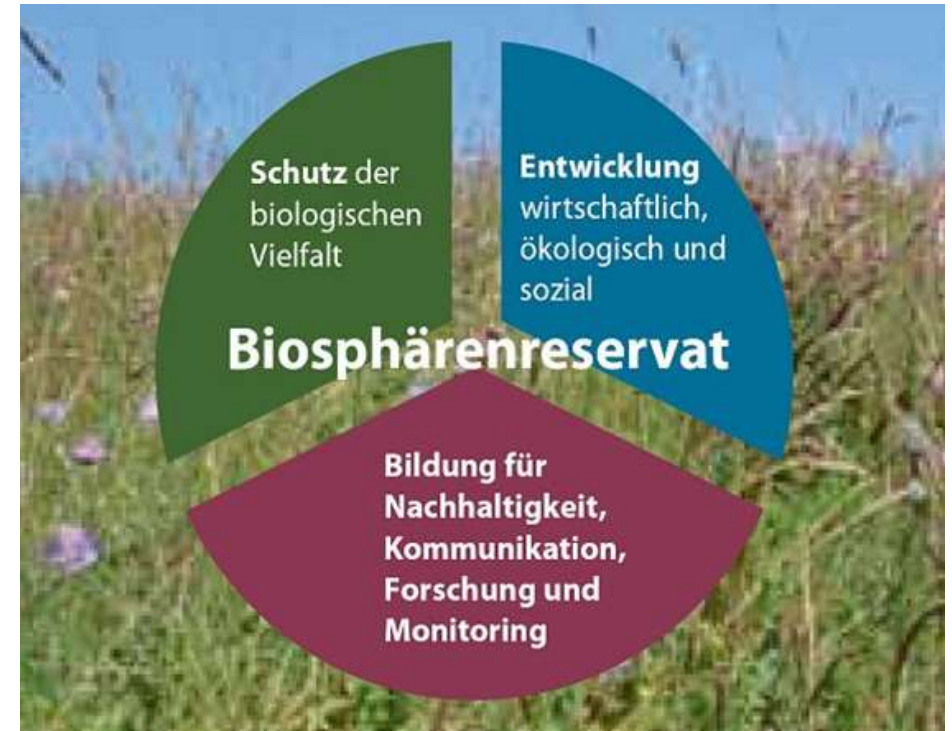 Schutz der
biologischen
Vielfalt
Entwicklung
wirtschaftlich,
ökologisch und
sozial
Biosphärenreservat
Bildung für
Nachhaltigkeit,
Kommunikation,
Forschung und
Monitoring